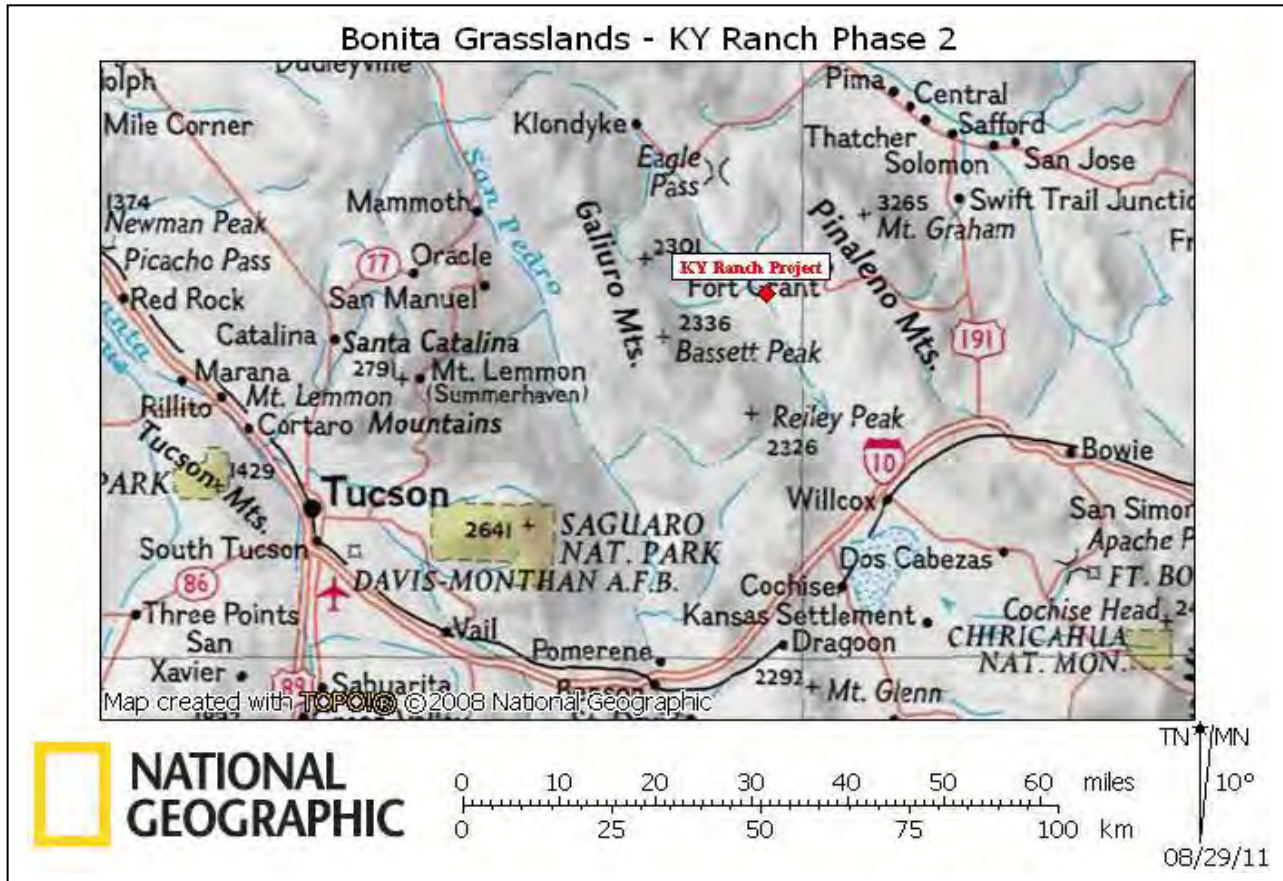 Bonita Grasslands - KY Ranch Phase 2
Dudleyville
olph
Pima
Central
Mile Corner
Klondyke
Safford
Thatcher
Solomon
San Jose
Eagle
Pass
San Pedro
1374
Newman Peak
Mammoth
3265
Mt. Graham
Swift Trail Junctic
Galiuro Mts.
Pinaleno Mts.
Fr
2301
Picacho Pass
77
Oracle
KY Ranch Project
Fort Grant
Red Rock
San Manuel
anta
Catalina
Santa Catalina
2336
Bassett Peak
191
2791
Mt. Lemmon
(Summerhaven)
Marana
Mt. Lemmon
Rillito
Cortaro
Mountains
Reiley Peak
2326
10
Bowie
Tucson Mts.
1429
PARK
Tucson
Willcox
San Simon
2641
SAGUARO
NAT. PARK
Apache P
South Tucson
Dos Cabezas
FT. BO
86
DAVIS-MONTHAN A.F.B.
Cochise
Three Points
Kansas Settlement
Cochise Head
24
San
Xavier
Vail
Pomerene
Dragoon
CHIRICAHUA
NAT. MON.
89
Sahuarita
Benson
2292
Mt. Glenn
Map created with TOPO!® ©2008 National Geographic
NATIONAL
GEOGRAPHIC
0 10 20 30 40 50 60 miles
0 25 50 75 100 km
TN MN
10°
08/29/11